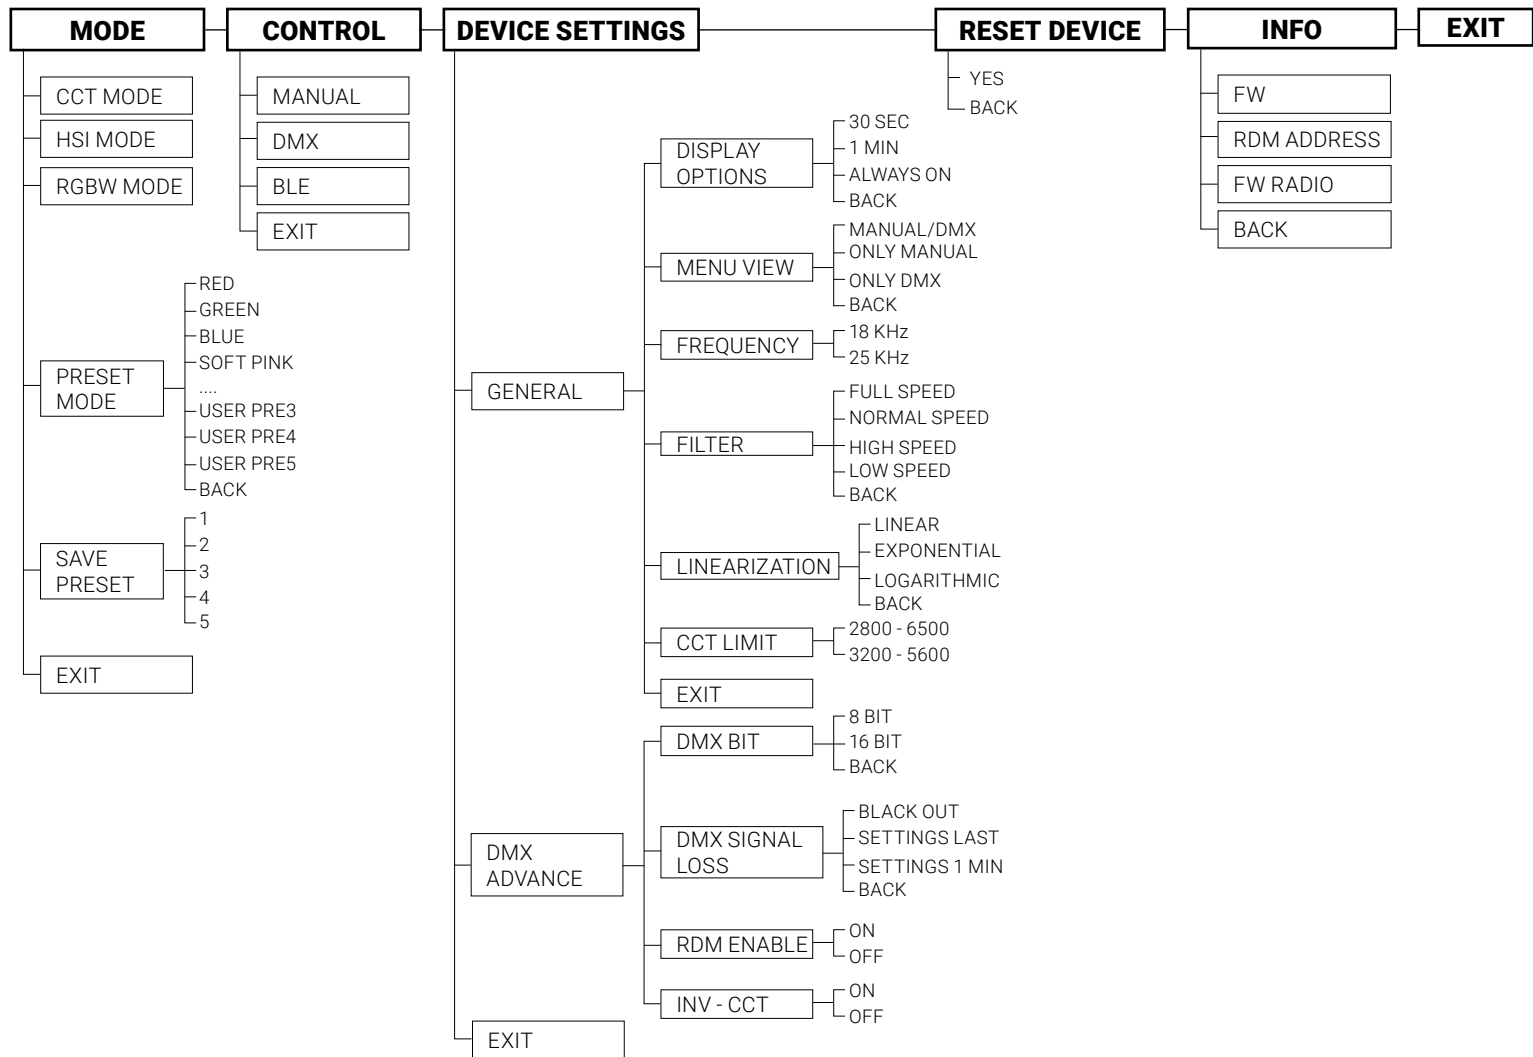 MODE
CONTROL
DEVICE SETTINGS
RESET DEVICE
INFO
EXIT
CCT MODE
HSI MODE
RGBW MODE
PRESET
MODE
RED
GREEN
BLUE
SOFT PINK
....
USER PRE3
USER PRE4
USER PRE5
BACK
SAVE
PRESET
1
2
3
4
5
EXIT
MANUAL
DMX
BLE
EXIT
GENERAL
DISPLAY
OPTIONS
30 SEC
1 MIN
ALWAYS ON
BACK
MENU VIEW
MANUAL/DMX
ONLY MANUAL
ONLY DMX
BACK
FREQUENCY
18 KHz
25 KHz
FILTER
FULL SPEED
NORMAL SPEED
HIGH SPEED
LOW SPEED
BACK
LINEARIZATION
LINEAR
EXPONENTIAL
LOGARITHMIC
BACK
CCT LIMIT
2800 - 6500
3200 - 5600
EXIT
DMX
ADVANCE
DMX BIT
8 BIT
16 BIT
BACK
DMX SIGNAL
LOSS
BLACK OUT
SETTINGS LAST
SETTINGS 1 MIN
BACK
RDM ENABLE
ON
OFF
INV - CCT
ON
OFF
EXIT
YES
BACK
FW
RDM ADDRESS
FW RADIO
BACK